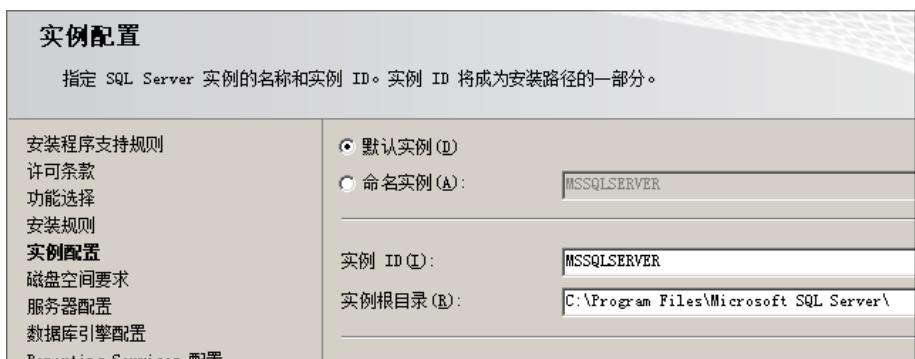 实例配置
指定 SQL Server 实例的名称和实例 ID。实例 ID 将成为安装路径的一部分。
安装程序支持规则
许可条款
功能选择
安装规则
实例配置
磁盘空间要求
服务器配置
数据库引擎配置
Reporting Services 配置
默认实例(D)
命名实例(A): MSSQLSERVER
实例 ID(I): MSSQLSERVER
实例根目录(R): C:\Program Files\Microsoft SQL Server\